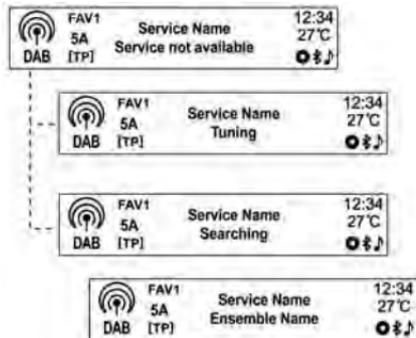 FAV1 Service Name 12:34
5A Service not available 27°C
DAB [TP]
FAV1 Service Name 12:34
5A Tuning 27°C
DAB [TP]
FAV1 Service Name 12:34
5A Searching 27°C
DAB [TP]
FAV1 Service Name 12:34
5A Ensemble Name 27°C
DAB [TP]